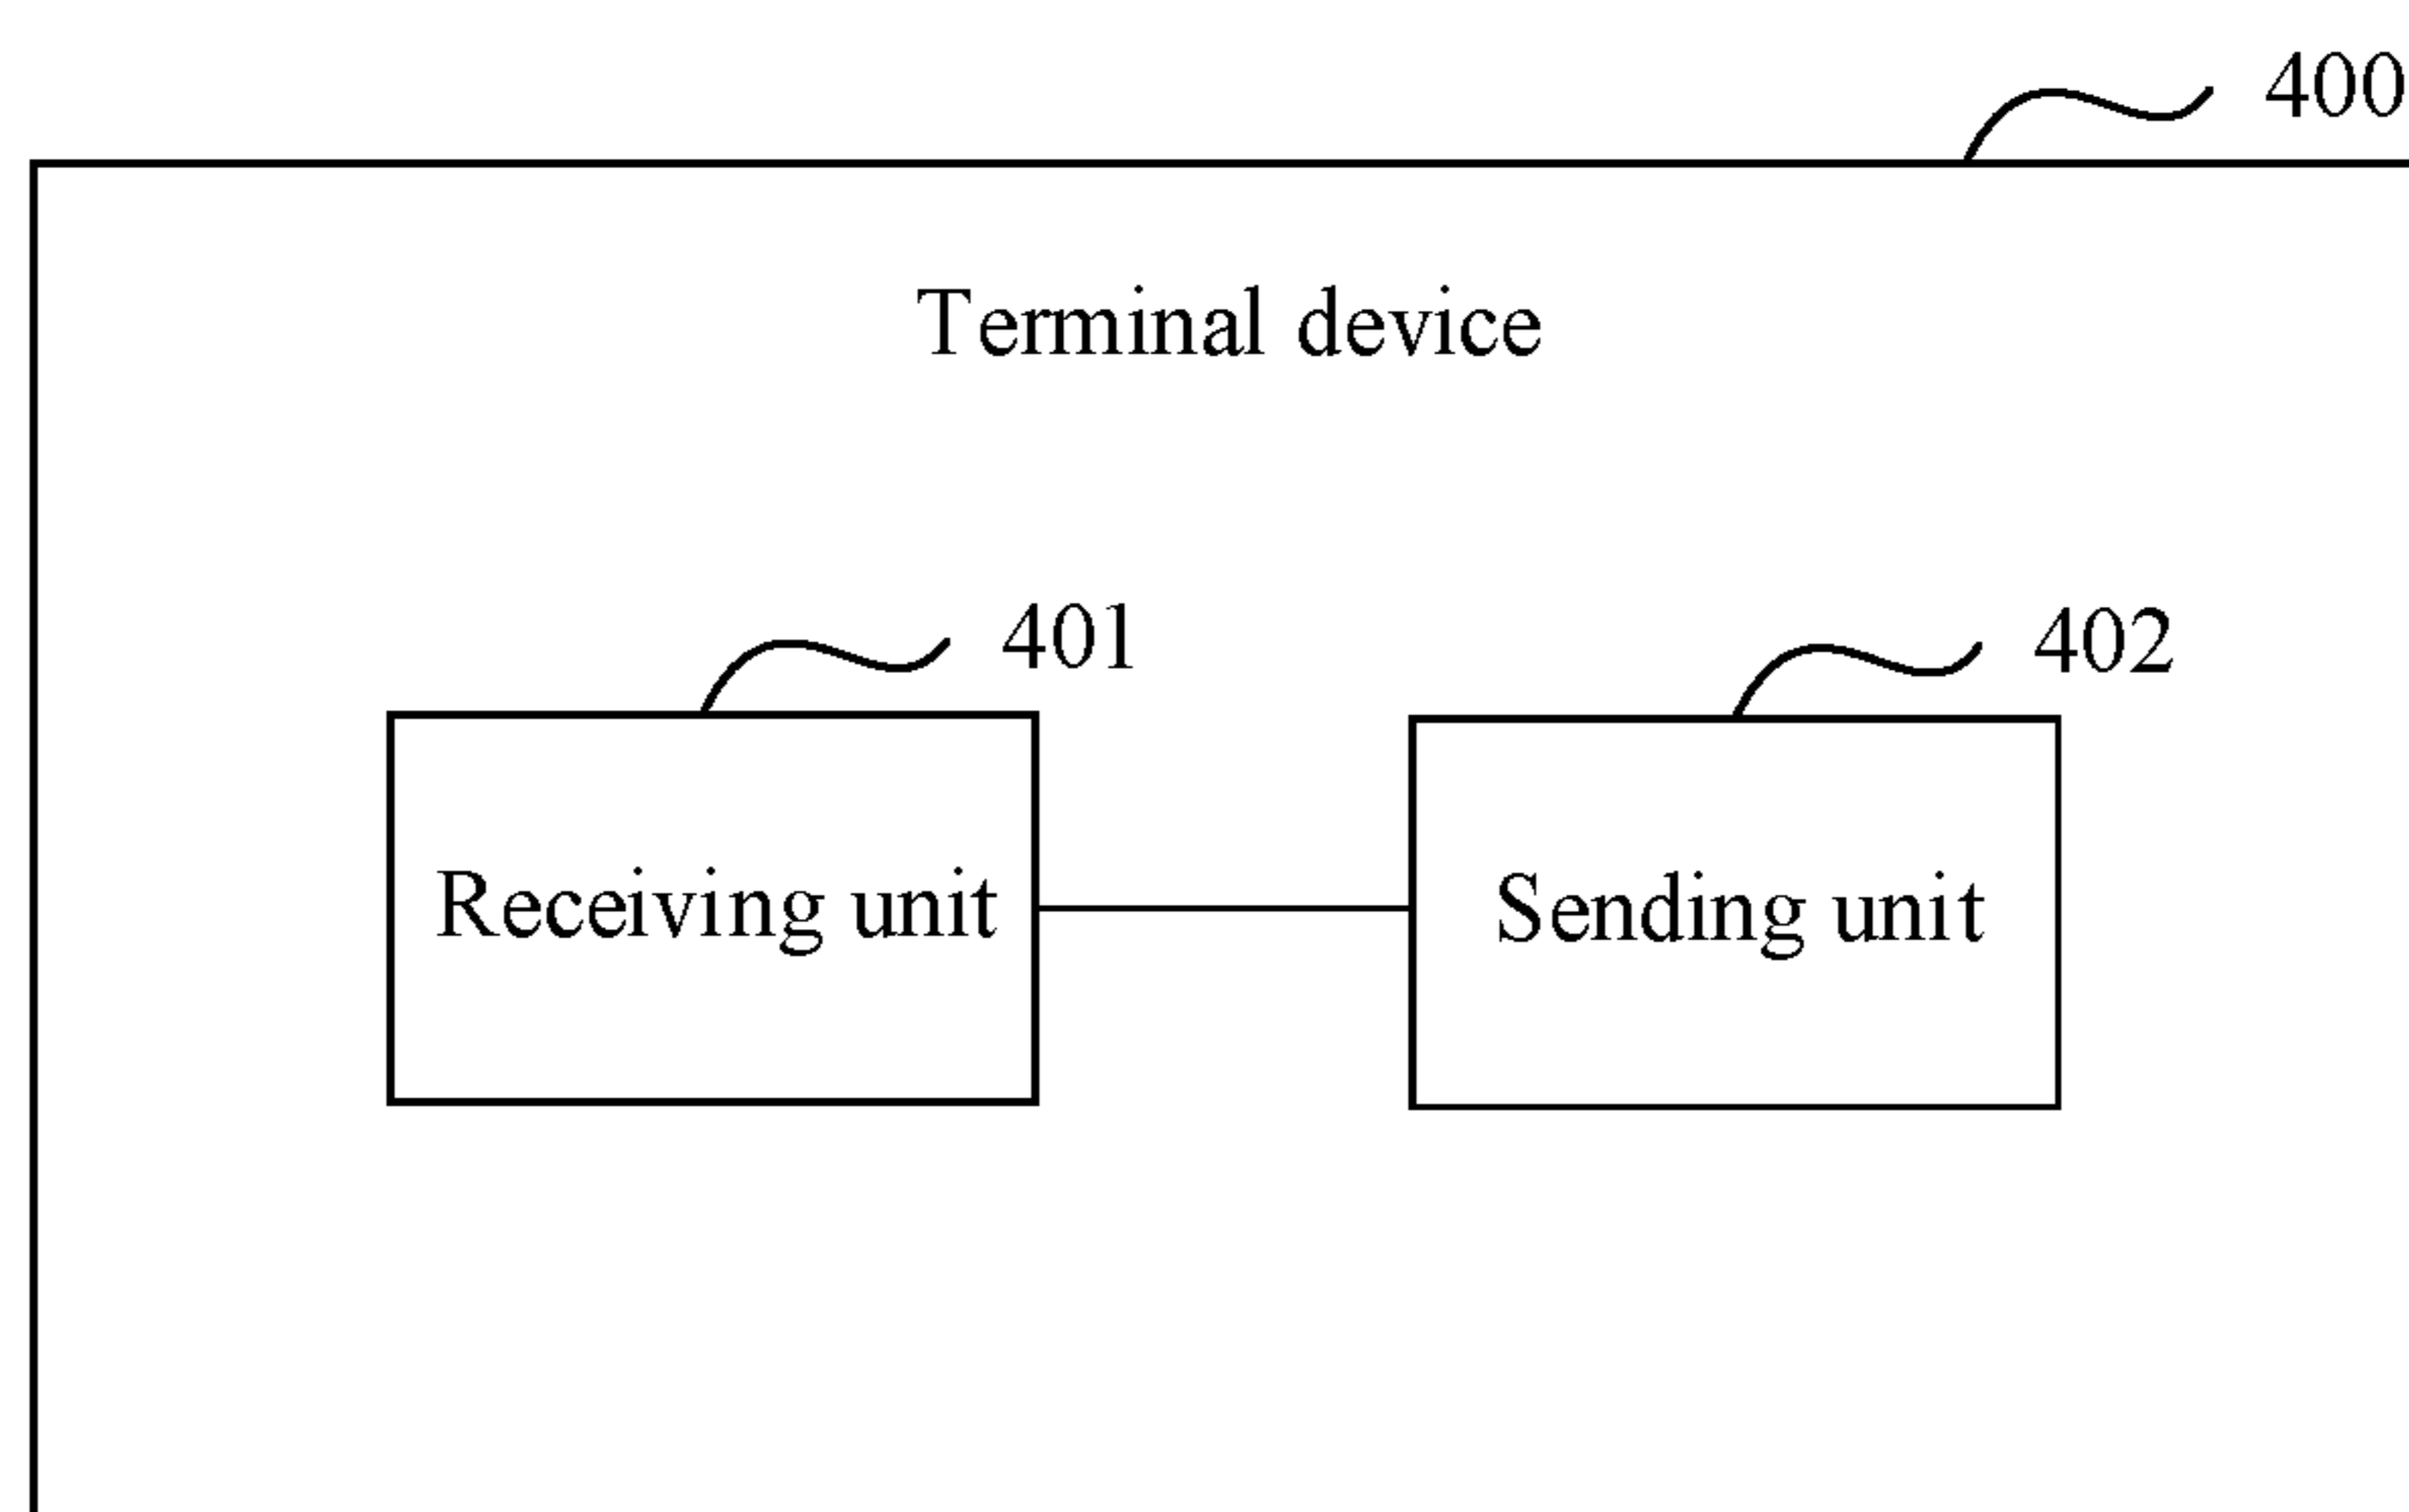 400
Terminal device
401
402
Receiving unit
Sending unit